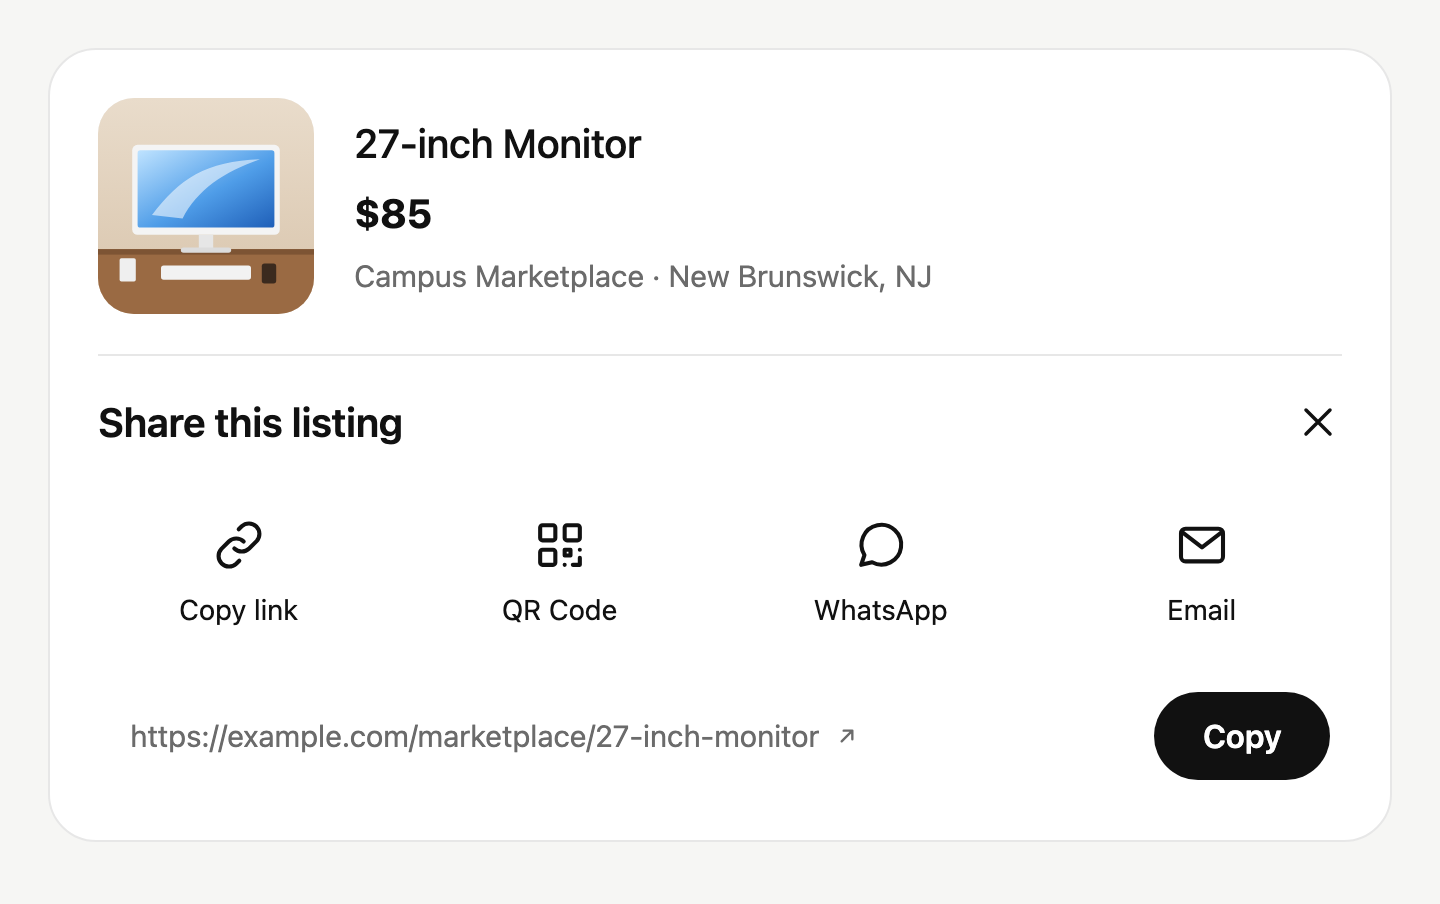 27-inch Monitor
$85
Campus Marketplace · New Brunswick, NJ
Share this listing
Copy link
QR Code
WhatsApp
Email
https://example.com/marketplace/27-inch-monitor ↗
Copy